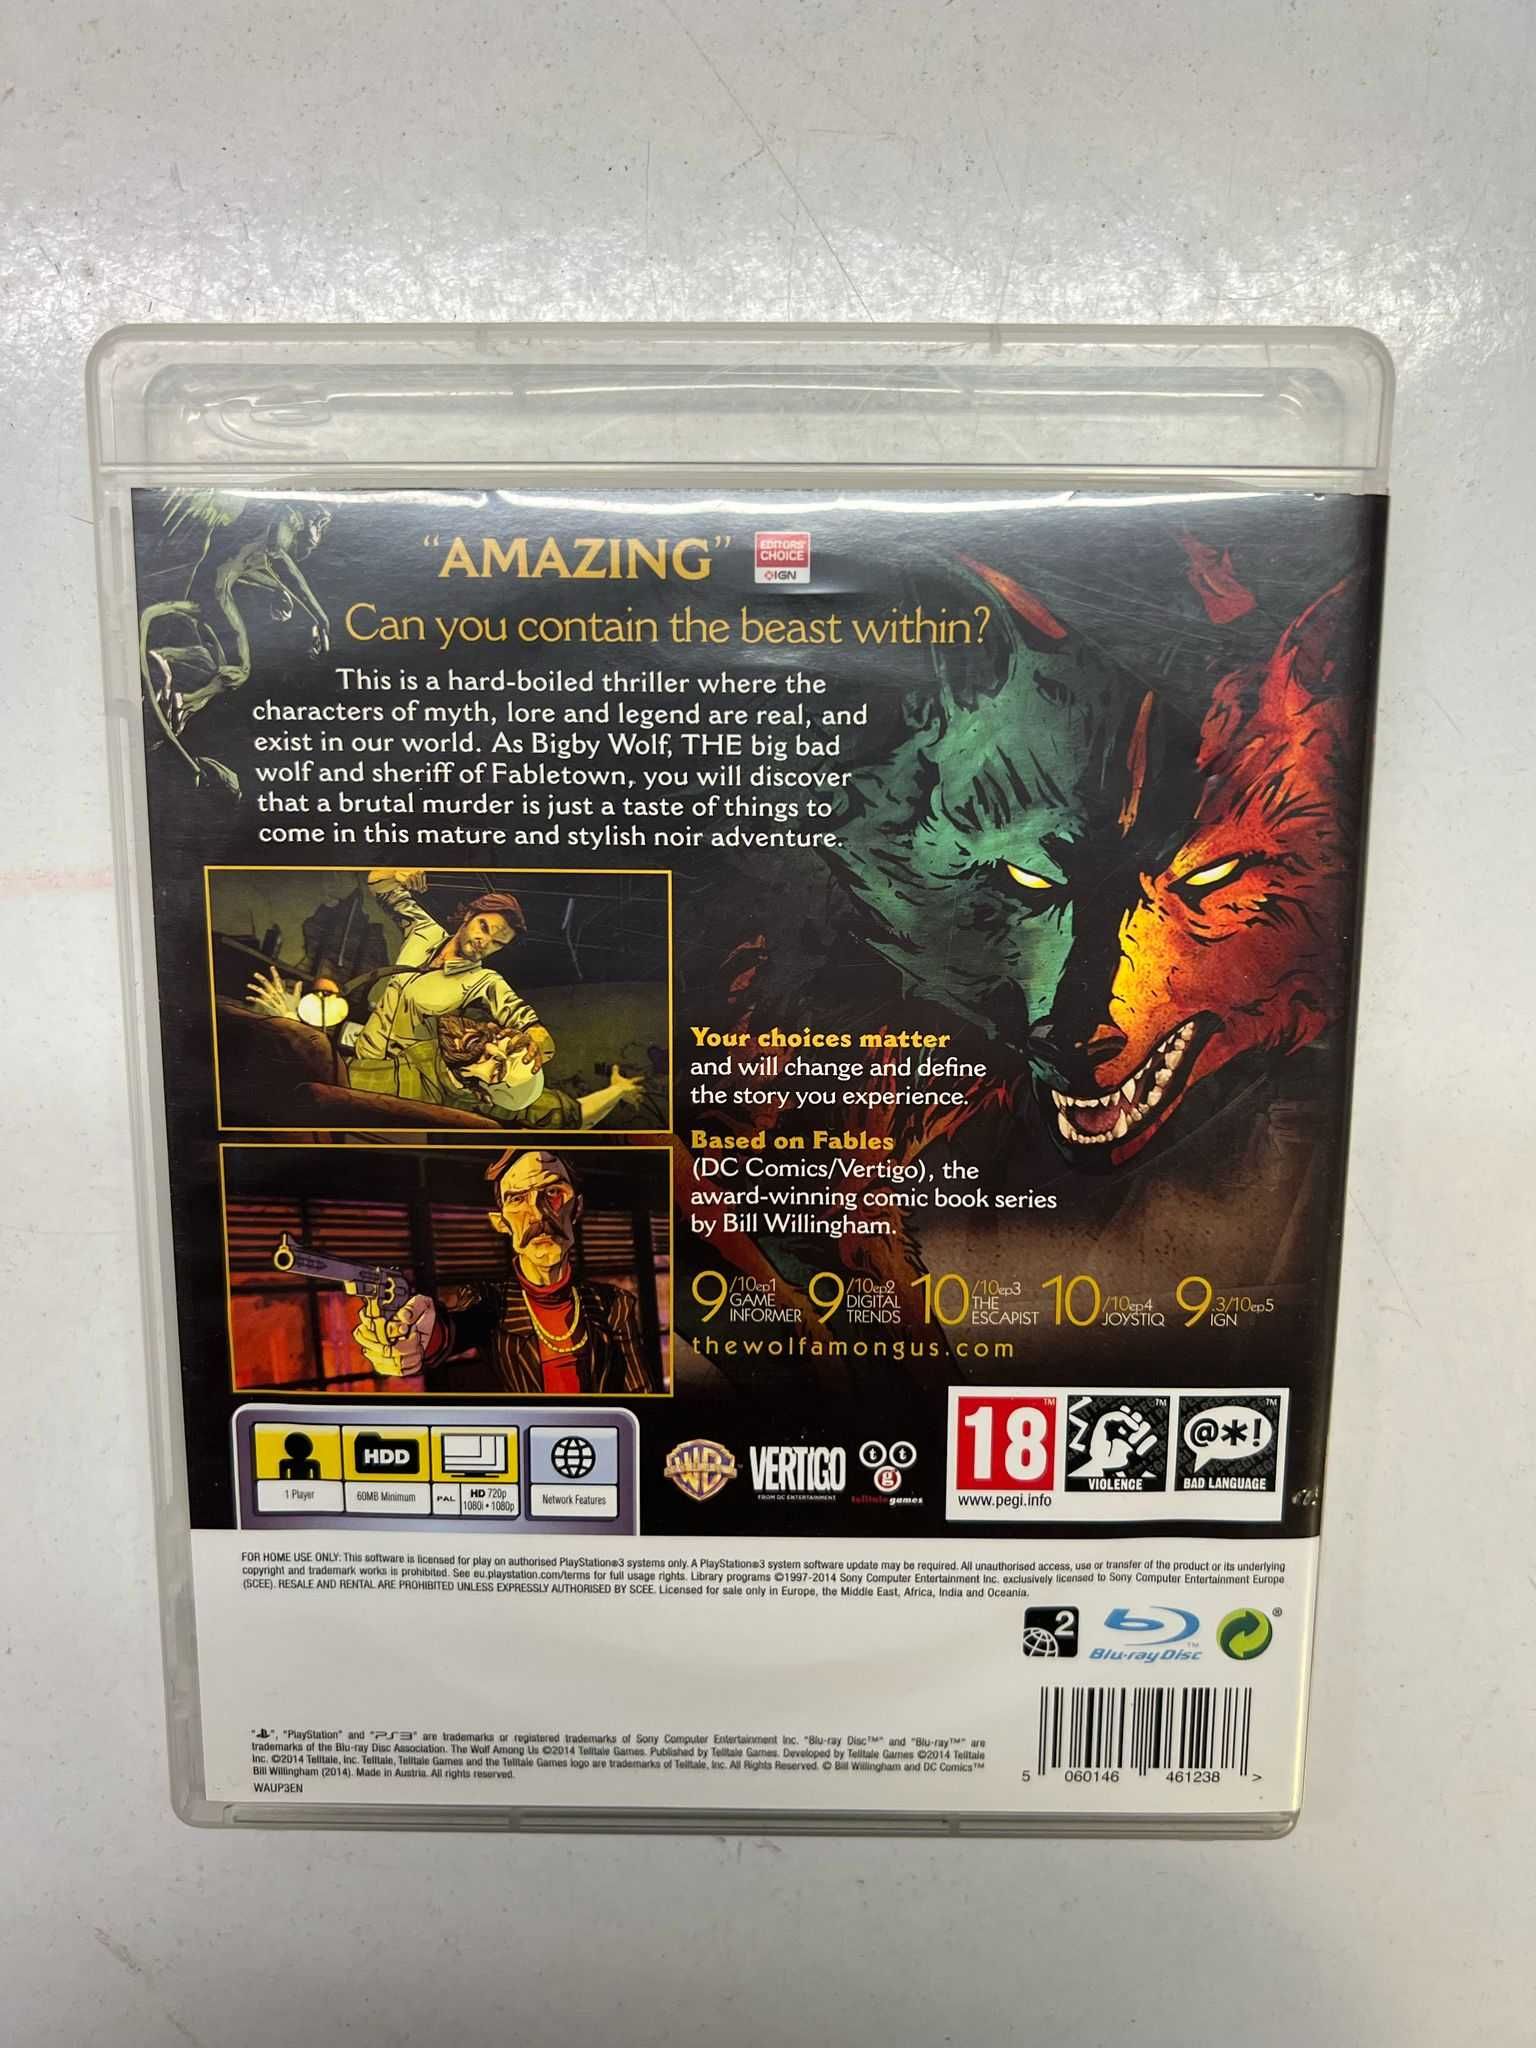 "AMAZING"
EDITORS'
CHOICE
IGN
Can you contain the beast within?
This is a hard-boiled thriller where the
characters of myth, lore and legend are real, and
exist in our world. As Bigby Wolf, THE big bad
wolf and sheriff of Fabletown, you will discover
that a brutal murder is just a taste of things to
come in this mature and stylish noir adventure.
Your choices matter
and will change and define
the story you experience.
Based on Fables
(DC Comics/Vertigo), the
award-winning comic book series
by Bill Willingham.
9/10ep1 GAME INFORMER
9/10ep2 DIGITAL TRENDS
10/10ep3 THE ESCAPIST
10/10ep4 JOYSTIQ
9.3/10ep5 IGN
thewolfamongus.com
1 Player
HDD
60MB Minimum
PAL
HD 720p
1080i • 1080p
Network Features
WB
VERTIGO
FROM DC ENTERTAINMENT
ttg
telltale games
18™
www.pegi.info
VIOLENCE
@*!
BAD LANGUAGE
FOR HOME USE ONLY: This software is licensed for play on authorised PlayStation®3 systems only. A PlayStation®3 system software update may be required. All unauthorised access, use or transfer of the product or its underlying
copyright and trademark works is prohibited. See eu.playstation.com/terms for full usage rights. Library programs ©1997-2014 Sony Computer Entertainment Inc. exclusively licensed to Sony Computer Entertainment Europe
(SCEE). RESALE AND RENTAL ARE PROHIBITED UNLESS EXPRESSLY AUTHORISED BY SCEE. Licensed for sale only in Europe, the Middle East, Africa, India and Oceania.
2
Blu-ray Disc™
®
"PS", "PlayStation" and "PS3" are trademarks or registered trademarks of Sony Computer Entertainment Inc. "Blu-ray Disc™" and "Blu-ray™" are
trademarks of the Blu-ray Disc Association. The Wolf Among Us ©2014 Telltale Games. Published by Telltale Games. Developed by Telltale Games ©2014 Telltale
Inc. ©2014 Telltale, Inc. Telltale, Telltale Games and the Telltale Games logo are trademarks of Telltale, Inc. All Rights Reserved. © Bill Willingham and DC Comics™
Bill Willingham (2014). Made in Austria. All rights reserved.
WAUP3EN
5 060146 461238 >